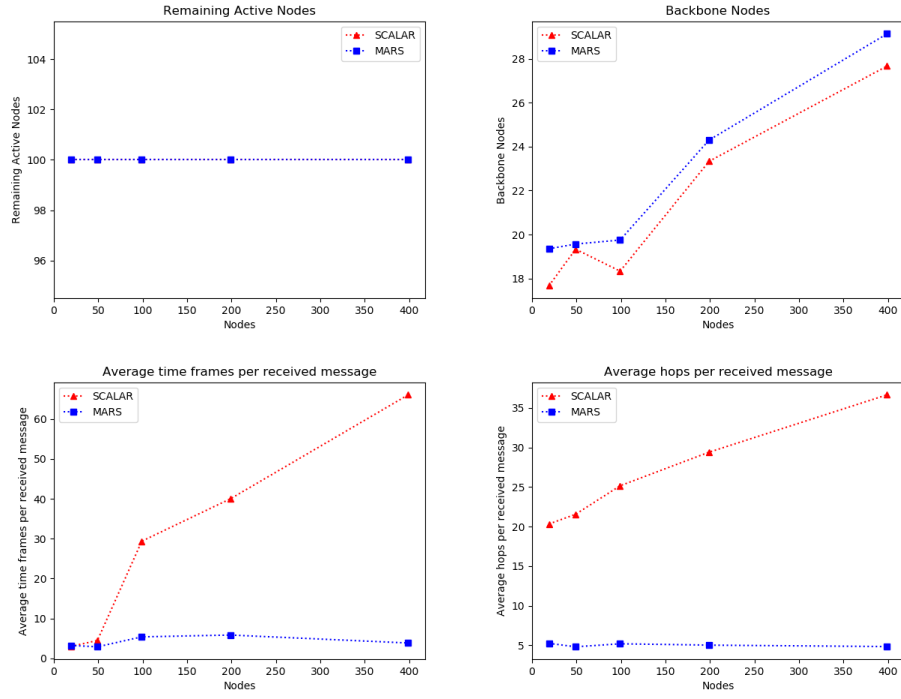 Remaining Active Nodes
SCALAR
MARS
Remaining Active Nodes
104
102
100
98
96
0 50 100 150 200 250 300 350 400
Nodes
Backbone Nodes
SCALAR
MARS
Backbone Nodes
28
26
24
22
20
18
0 50 100 150 200 250 300 350 400
Nodes
Average time frames per received message
SCALAR
MARS
Average time frames per received message
60
50
40
30
20
10
0
0 50 100 150 200 250 300 350 400
Nodes
Average hops per received message
SCALAR
MARS
Average hops per received message
35
30
25
20
15
10
5
0 50 100 150 200 250 300 350 400
Nodes